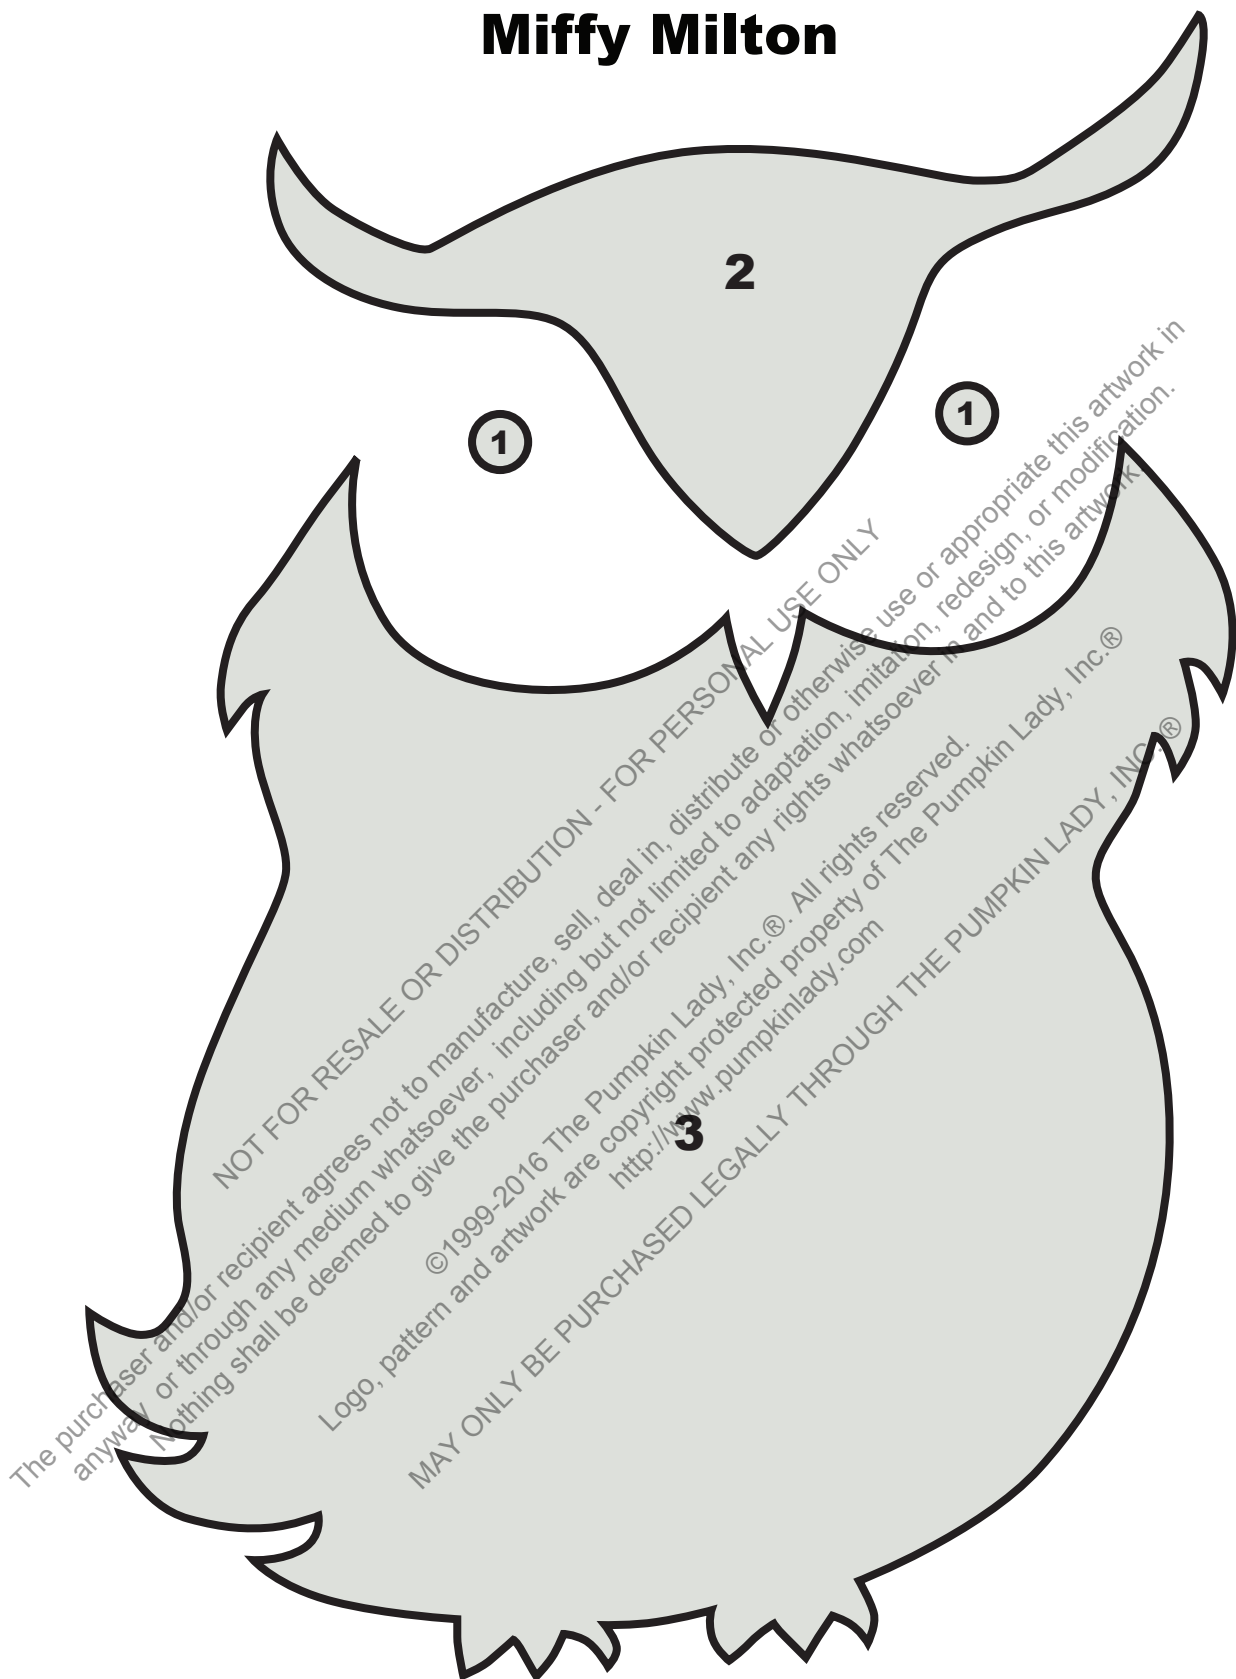 Miffy Milton
2
1
1
3
NOT FOR RESALE OR DISTRIBUTION - FOR PERSONAL USE ONLY
The purchaser and/or recipient agrees not to manufacture, sell, deal in, distribute or otherwise use or appropriate this artwork in
anyway, or through any medium whatsoever, including but not limited to adaptation, imitation, redesign, or modification.
Nothing shall be deemed to give the purchaser and/or recipient any rights whatsoever in and to this artwork.
©1999-2016 The Pumpkin Lady, Inc.®. All rights reserved.
Logo, pattern and artwork are copyright protected property of The Pumpkin Lady, Inc.®
http://www.pumpkinlady.com
MAY ONLY BE PURCHASED LEGALLY THROUGH THE PUMPKIN LADY, INC.®